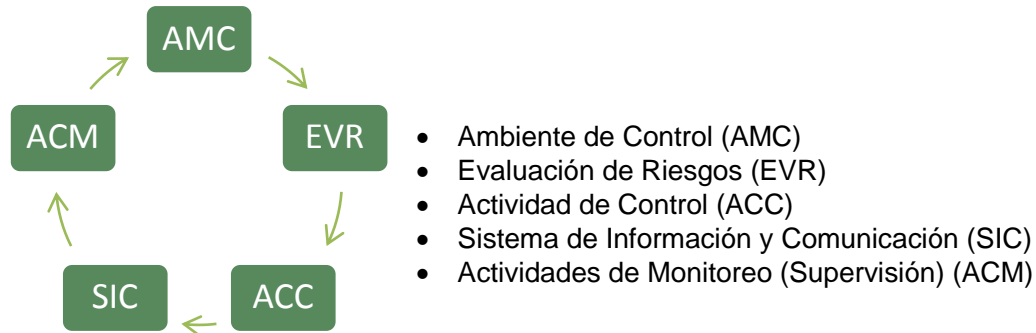 AMC
EVR
ACC
SIC
ACM
• Ambiente de Control (AMC)
• Evaluación de Riesgos (EVR)
• Actividad de Control (ACC)
• Sistema de Información y Comunicación (SIC)
• Actividades de Monitoreo (Supervisión) (ACM)